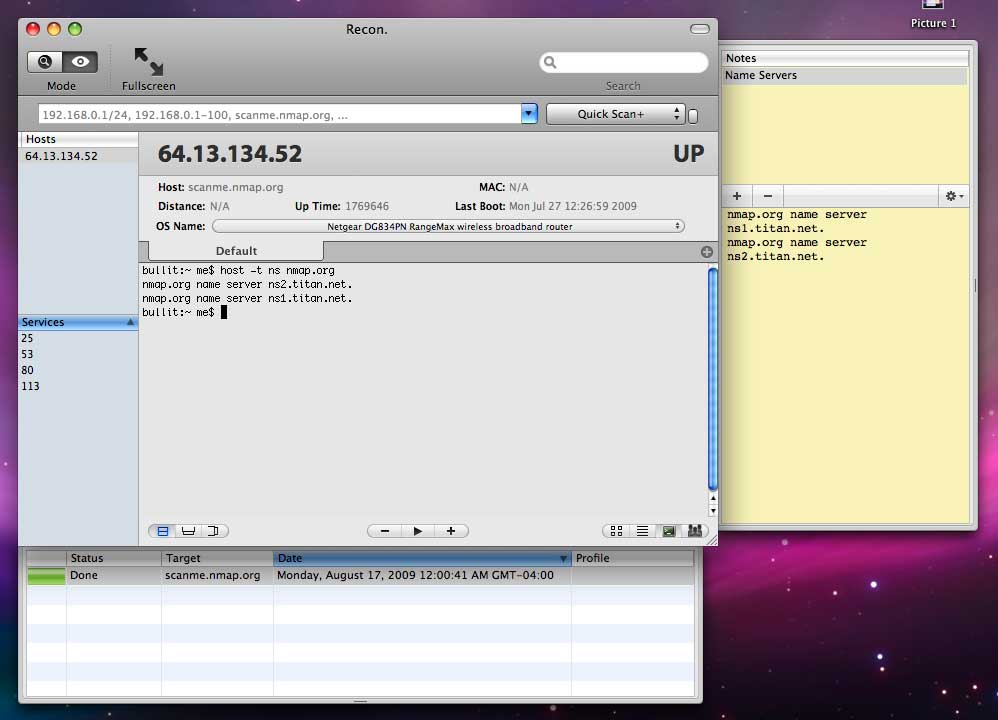 Picture 1
Recon.
Mode
Fullscreen
Search
192.168.0.1/24, 192.168.0.1-100, scanme.nmap.org, ...
Quick Scan+
Hosts
64.13.134.52
64.13.134.52
UP
Host: scanme.nmap.org
MAC: N/A
Distance: N/A
Up Time: 1769646
Last Boot: Mon Jul 27 12:26:59 2009
OS Name:
Netgear DG834PN RangeMax wireless broadband router
Default
bullit:~ me$ host -t ns nmap.org
nmap.org name server ns2.titan.net.
nmap.org name server ns1.titan.net.
bullit:~ me$
Services
25
53
80
113
Notes
Name Servers
nmap.org name server
ns1.titan.net.
nmap.org name server
ns2.titan.net.
Status Target Date Profile
Done scanme.nmap.org Monday, August 17, 2009 12:00:41 AM GMT-04:00